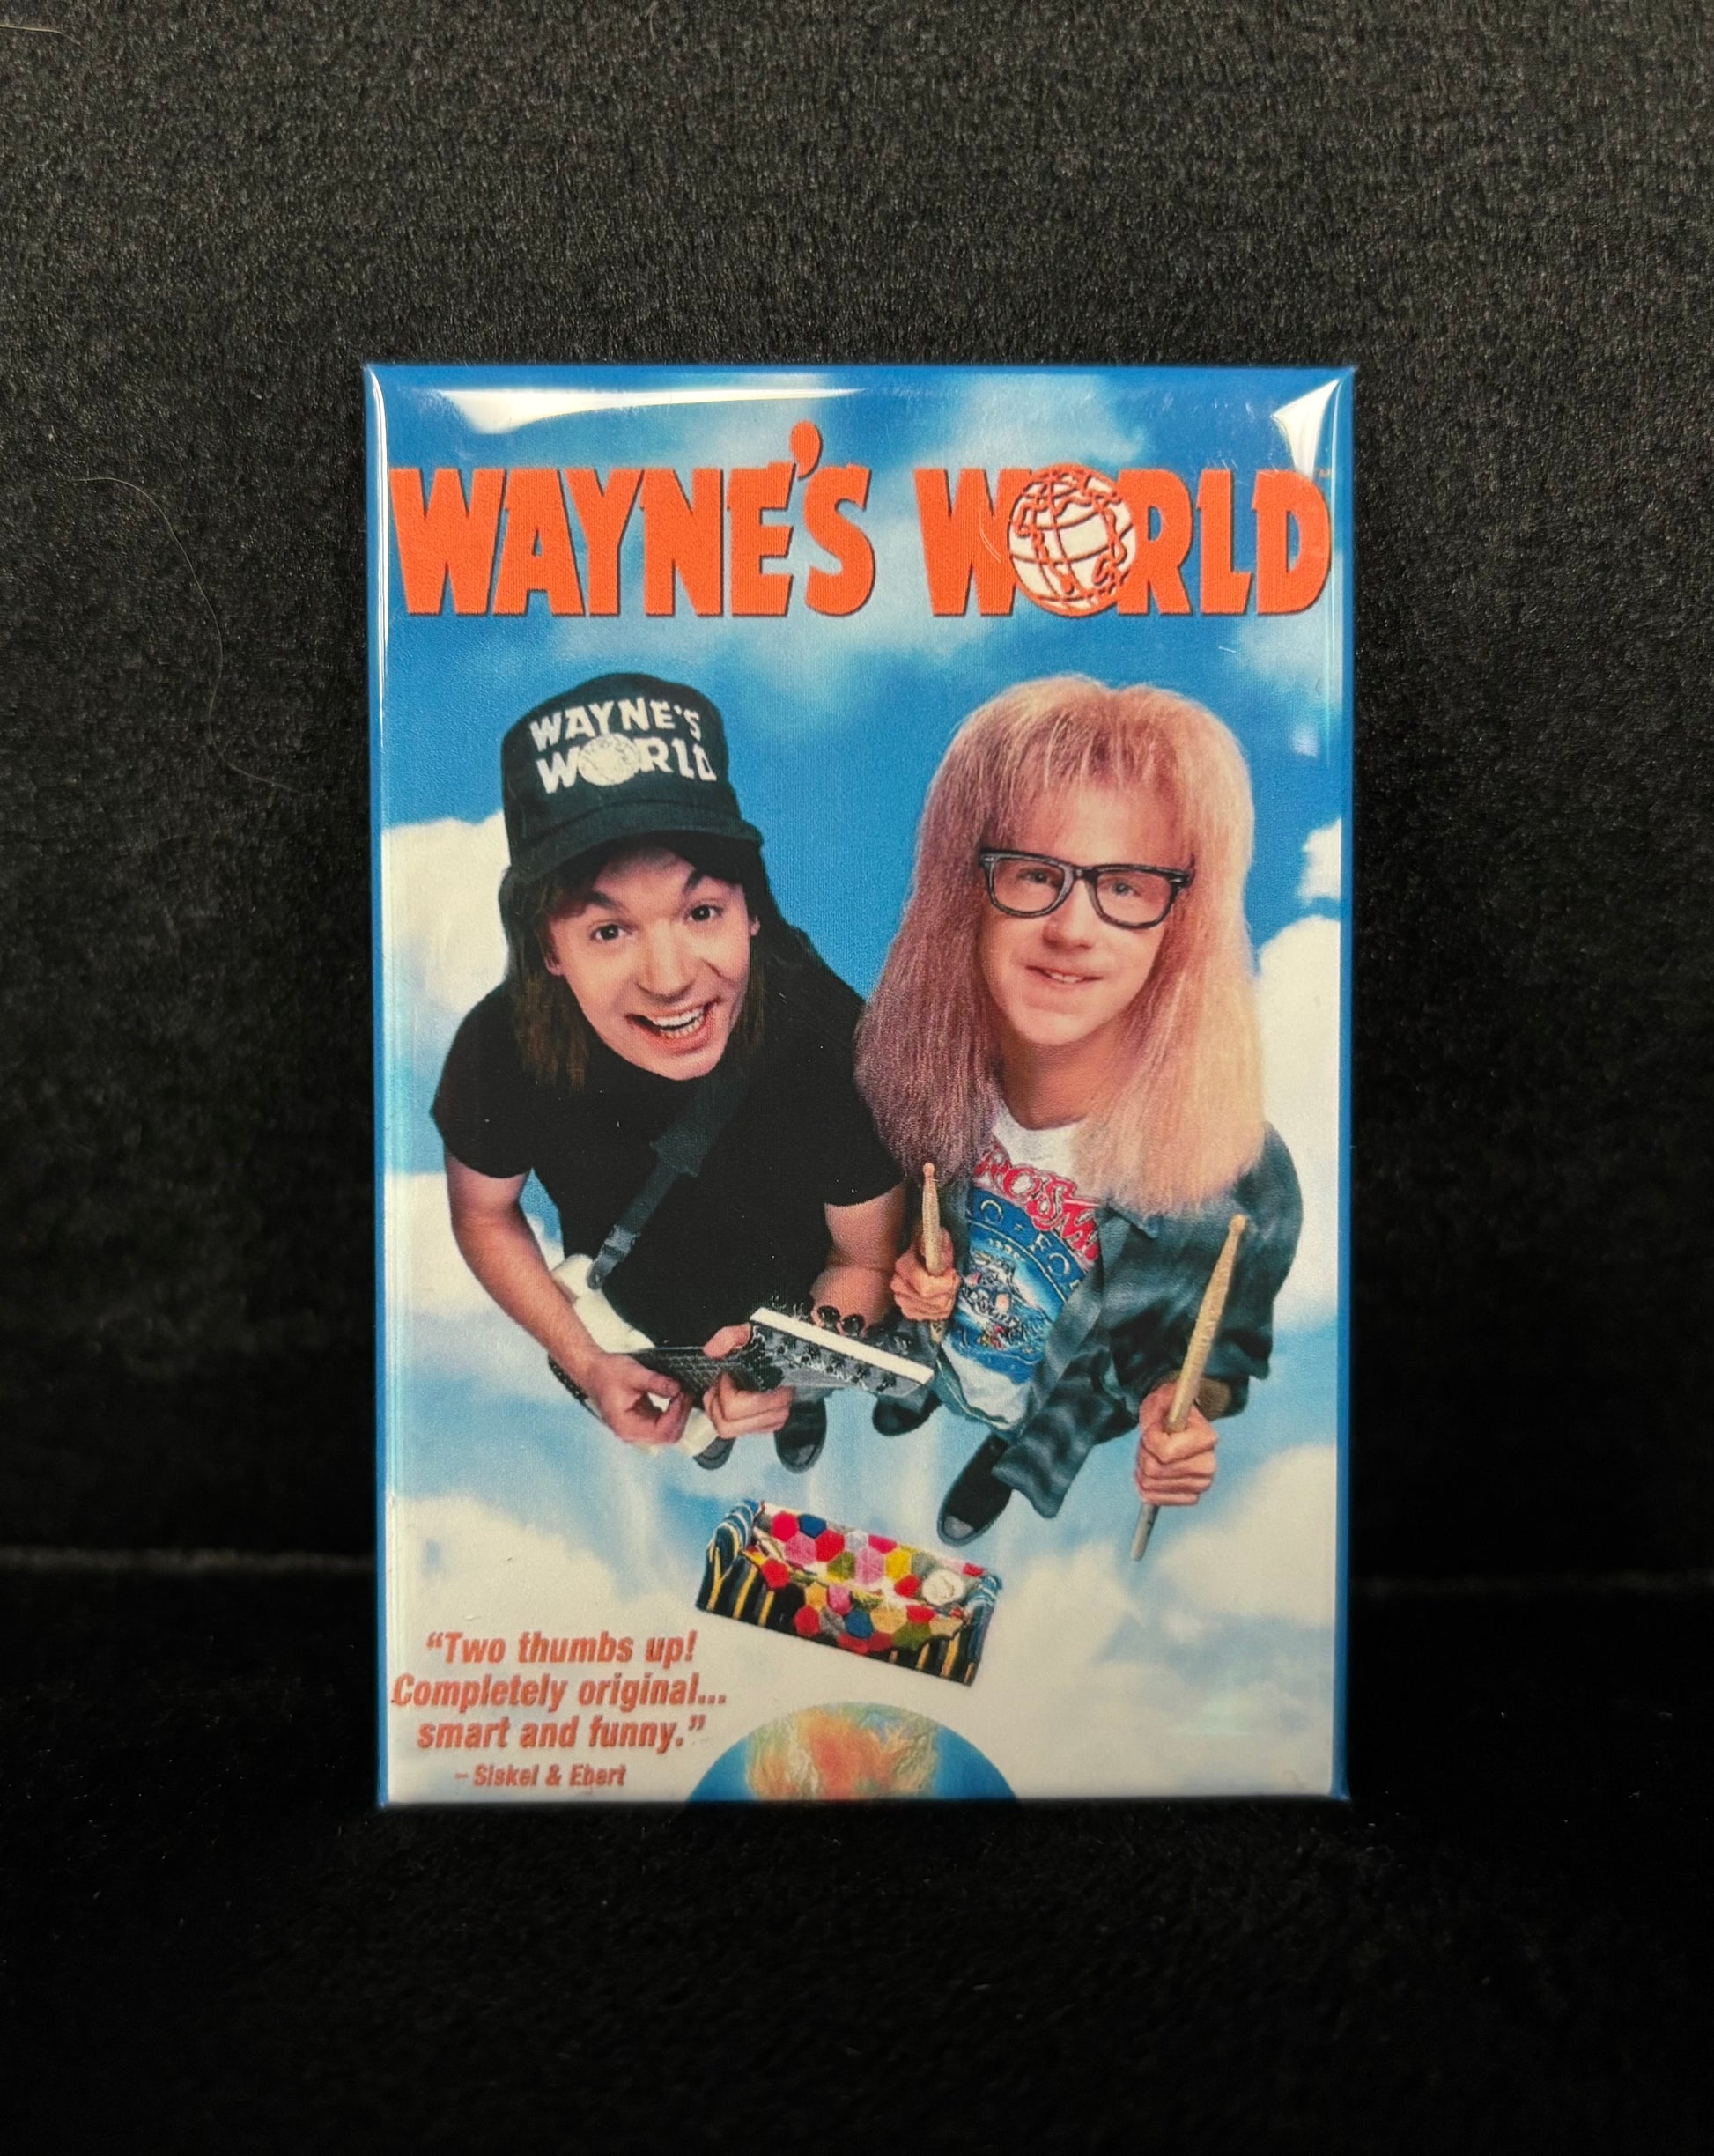 WAYNE'S WORLD
WAYNE'S
WORLD
“Two thumbs up!
Completely original...
smart and funny.”
– Siskel & Ebert